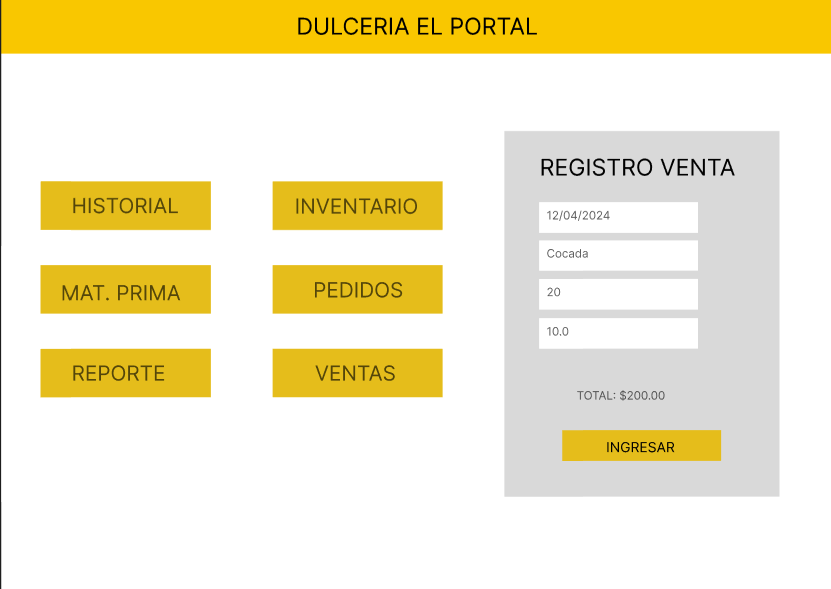 DULCERIA EL PORTAL
HISTORIAL
INVENTARIO
MAT. PRIMA
PEDIDOS
REPORTE
VENTAS
REGISTRO VENTA
12/04/2024
Cocada
20
10.0
TOTAL: $200.00
INGRESAR